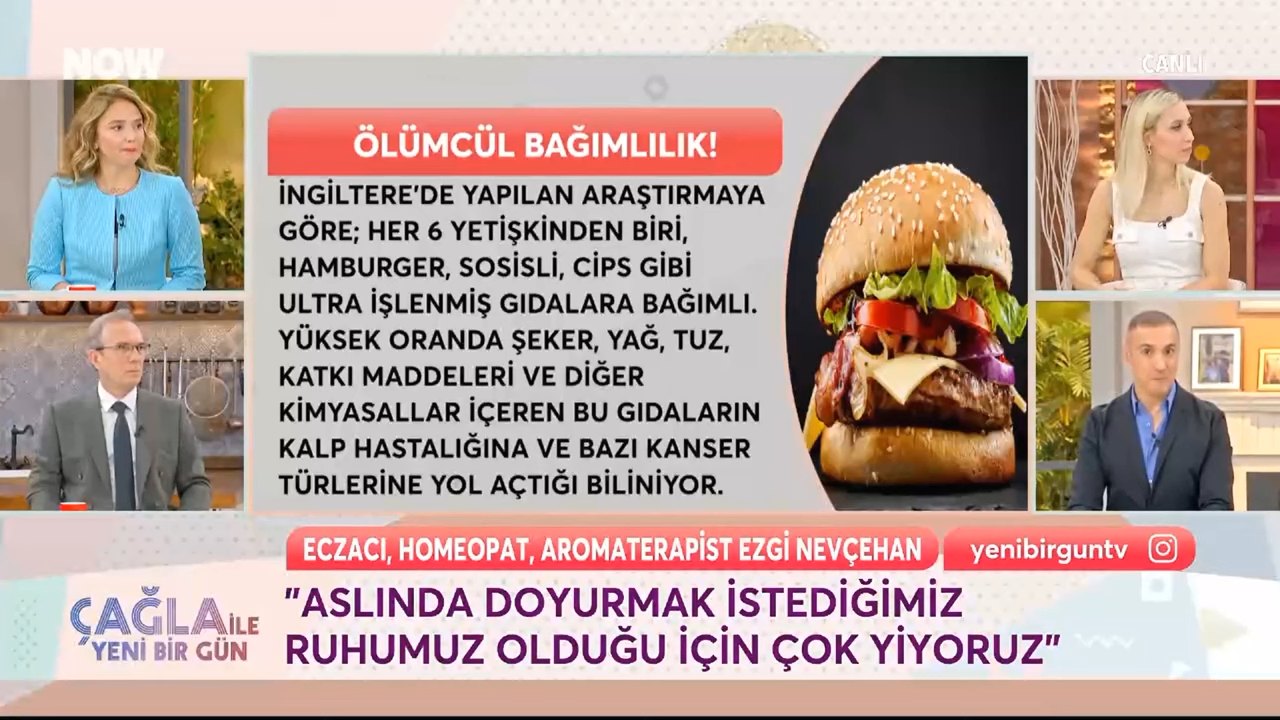 NOW
CANLI
ÖLÜMCÜL BAĞIMLILIK!
İNGİLTERE'DE YAPILAN ARAŞTIRMAYA
GÖRE; HER 6 YETİŞKİNDEN BİRİ,
HAMBURGER, SOSİSLİ, CİPS GİBİ
ULTRA İŞLENMİŞ GIDALARA BAĞIMLI.
YÜKSEK ORANDA ŞEKER, YAĞ, TUZ,
KATKI MADDELERİ VE DİĞER
KİMYASALLAR İÇEREN BU GIDALARIN
KALP HASTALIĞINA VE BAZI KANSER
TÜRLERİNE YOL AÇTIĞI BİLİNİYOR.
ECZACI, HOMEOPAT, AROMATERAPİST EZGİ NEVÇEHAN
yenibirguntv
ÇAĞLA İLE
YENİ BİR GÜN
"ASLINDA DOYURMAK İSTEDİĞİMİZ
RUHUMUZ OLDUĞU İÇİN ÇOK YİYORUZ"